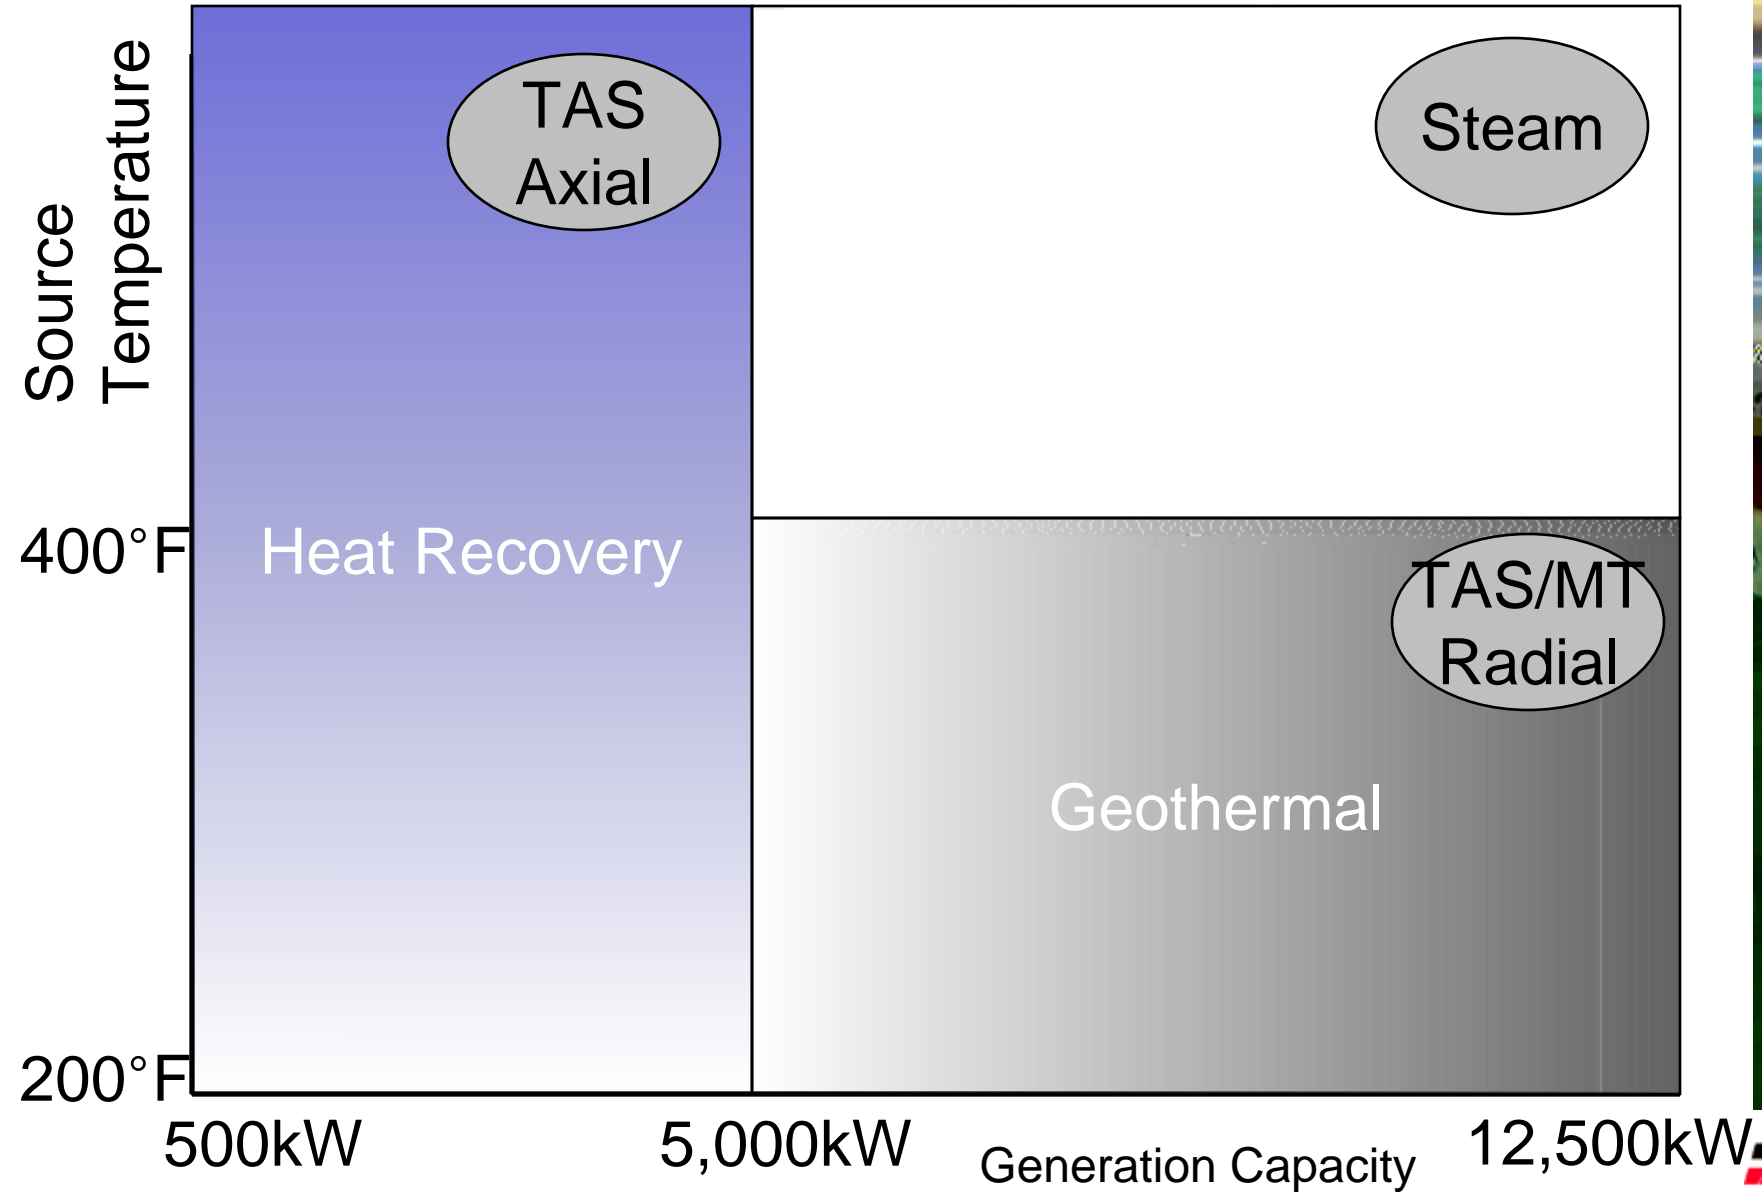 Source
Temperature
TAS
Axial
Steam
400°F
Heat Recovery
TAS/MT
Radial
Geothermal
200°F
500kW
5,000kW
Generation Capacity
12,500kW